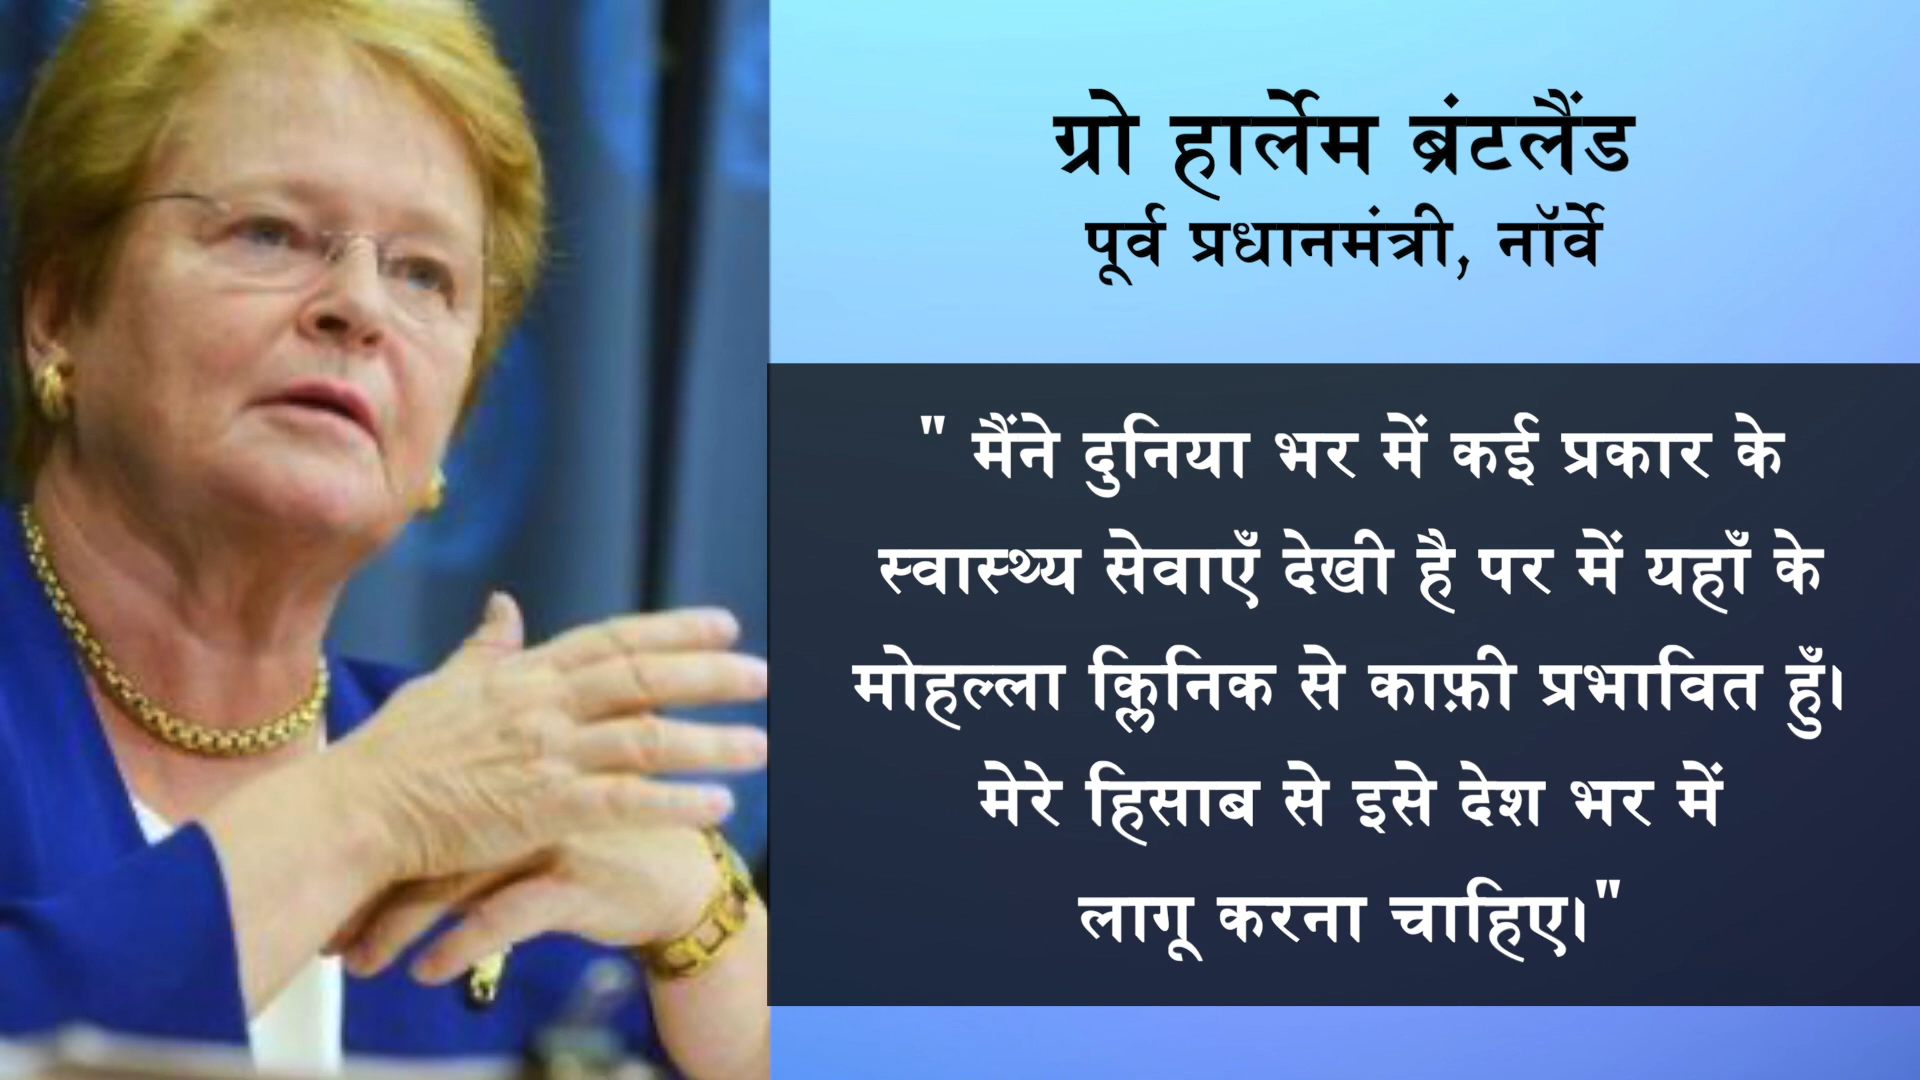 ग्रो हार्लेम ब्रंटलैंड
पूर्व प्रधानमंत्री, नॉर्वे
" मैंने दुनिया भर में कई प्रकार के
स्वास्थ्य सेवाएँ देखी है पर में यहाँ के
मोहल्ला क्लिनिक से काफ़ी प्रभावित हुँ।
मेरे हिसाब से इसे देश भर में
लागू करना चाहिए।"